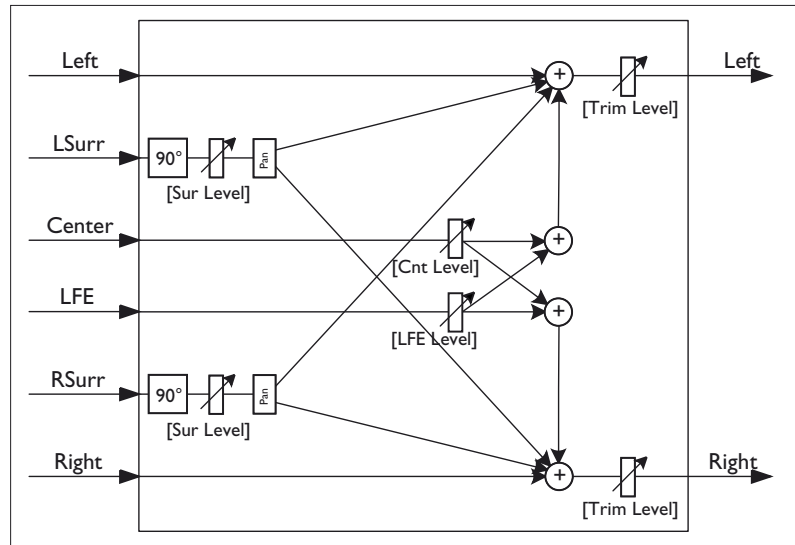 Left
Left
[Trim Level]
LSurr
90°
Pan
[Sur Level]
Center
[Cnt Level]
LFE
[LFE Level]
RSurr
90°
Pan
[Sur Level]
Right
Right
[Trim Level]
+
+
+
+